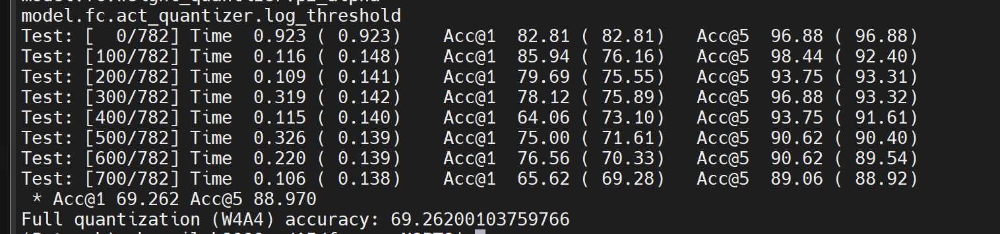 model.fc.act_quantizer.log_threshold
Test: [  0/782] Time  0.923 ( 0.923)    Acc@1  82.81 ( 82.81)   Acc@5  96.88 ( 96.88)
Test: [100/782] Time  0.116 ( 0.148)    Acc@1  85.94 ( 76.16)   Acc@5  98.44 ( 92.40)
Test: [200/782] Time  0.109 ( 0.141)    Acc@1  79.69 ( 75.55)   Acc@5  93.75 ( 93.31)
Test: [300/782] Time  0.319 ( 0.142)    Acc@1  78.12 ( 75.89)   Acc@5  96.88 ( 93.32)
Test: [400/782] Time  0.115 ( 0.140)    Acc@1  64.06 ( 73.10)   Acc@5  93.75 ( 91.61)
Test: [500/782] Time  0.326 ( 0.139)    Acc@1  75.00 ( 71.61)   Acc@5  90.62 ( 90.40)
Test: [600/782] Time  0.220 ( 0.139)    Acc@1  76.56 ( 70.33)   Acc@5  90.62 ( 89.54)
Test: [700/782] Time  0.106 ( 0.138)    Acc@1  65.62 ( 69.28)   Acc@5  89.06 ( 88.92)
 * Acc@1 69.262 Acc@5 88.970
Full quantization (W4A4) accuracy: 69.26200103759766